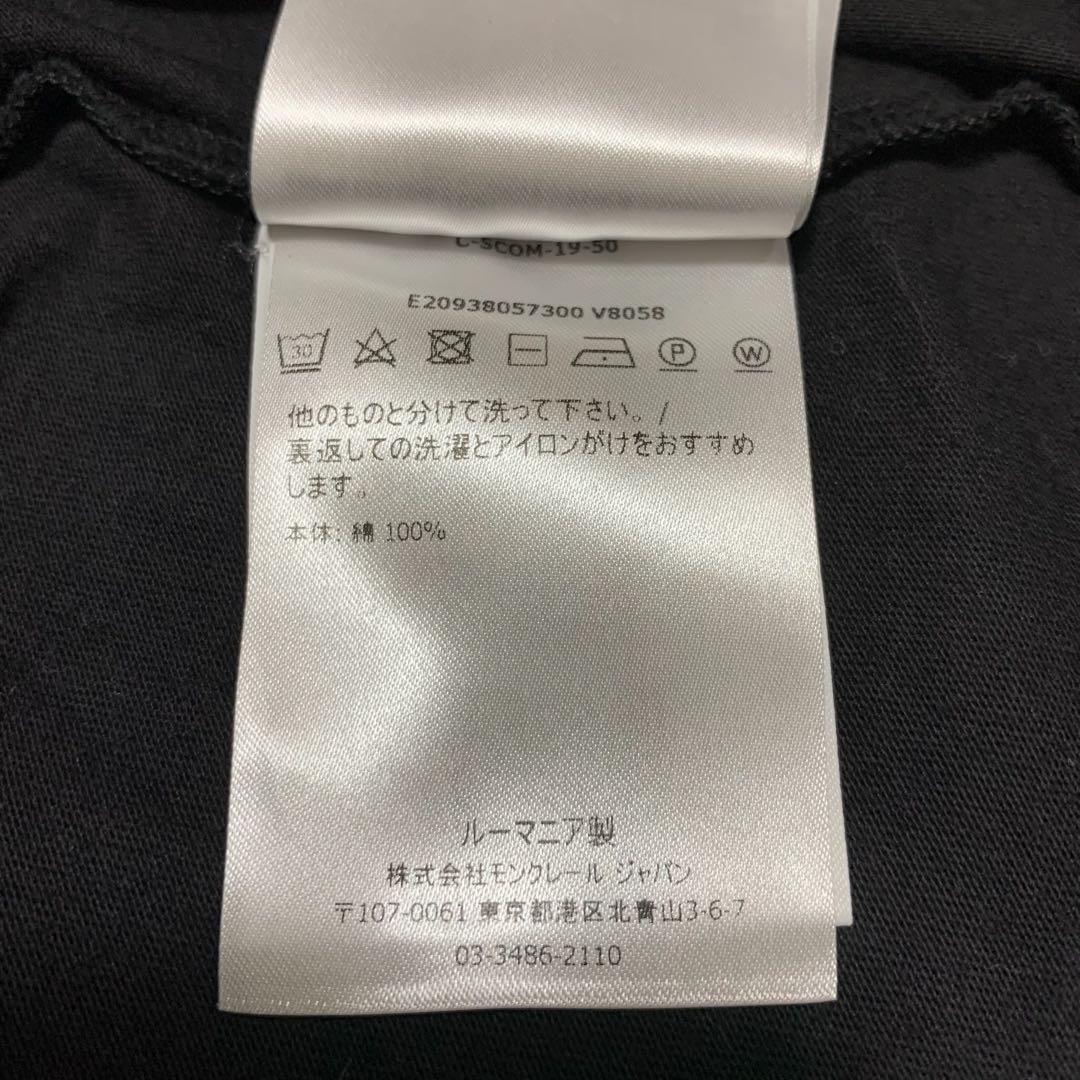 C-SCOM-19-50
E20938057300 V8058
30
P
W
他のものと分けて洗って下さい。/
裏返しての洗濯とアイロンがけをおすすめ
します。
本体: 綿 100%
ルーマニア製
株式会社モンクレール ジャパン
〒107-0061 東京都港区北青山3-6-7
03-3486-2110